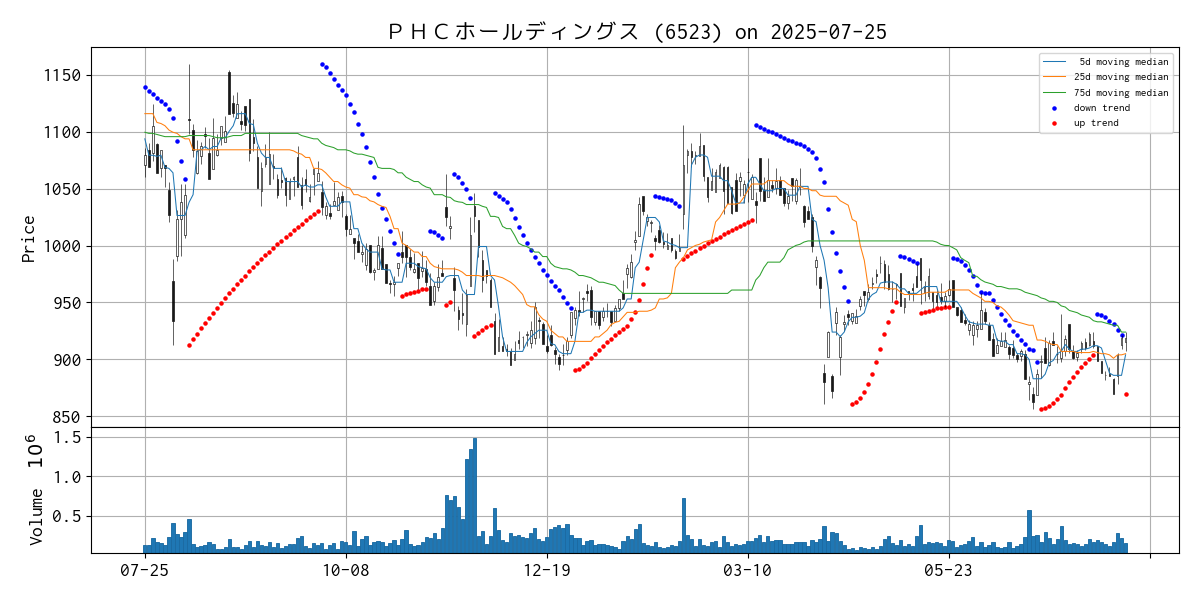 ＰＨＣホールディングス (6523) on 2025-07-25
5d moving median
25d moving median
75d moving median
down trend
up trend
Price
1150
1100
1050
1000
950
900
850
Volume 10^6
1.5
1.0
0.5
07-25
10-08
12-19
03-10
05-23